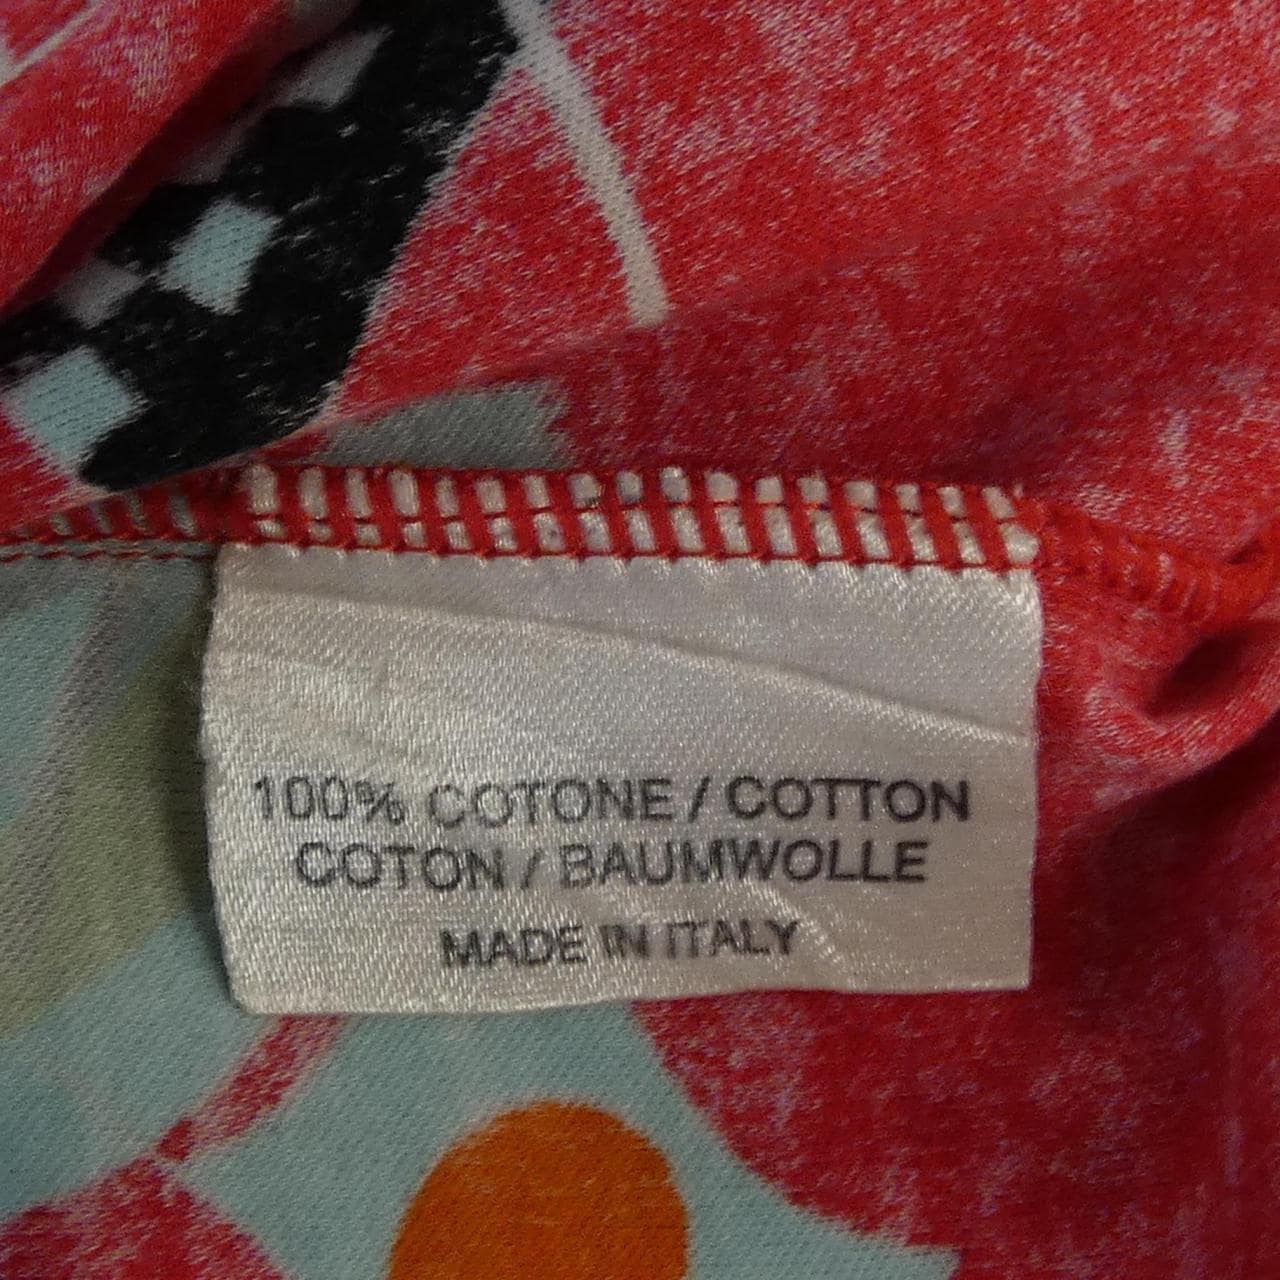 100% COTONE / COTTON
COTON / BAUMWOLLE
MADE IN ITALY